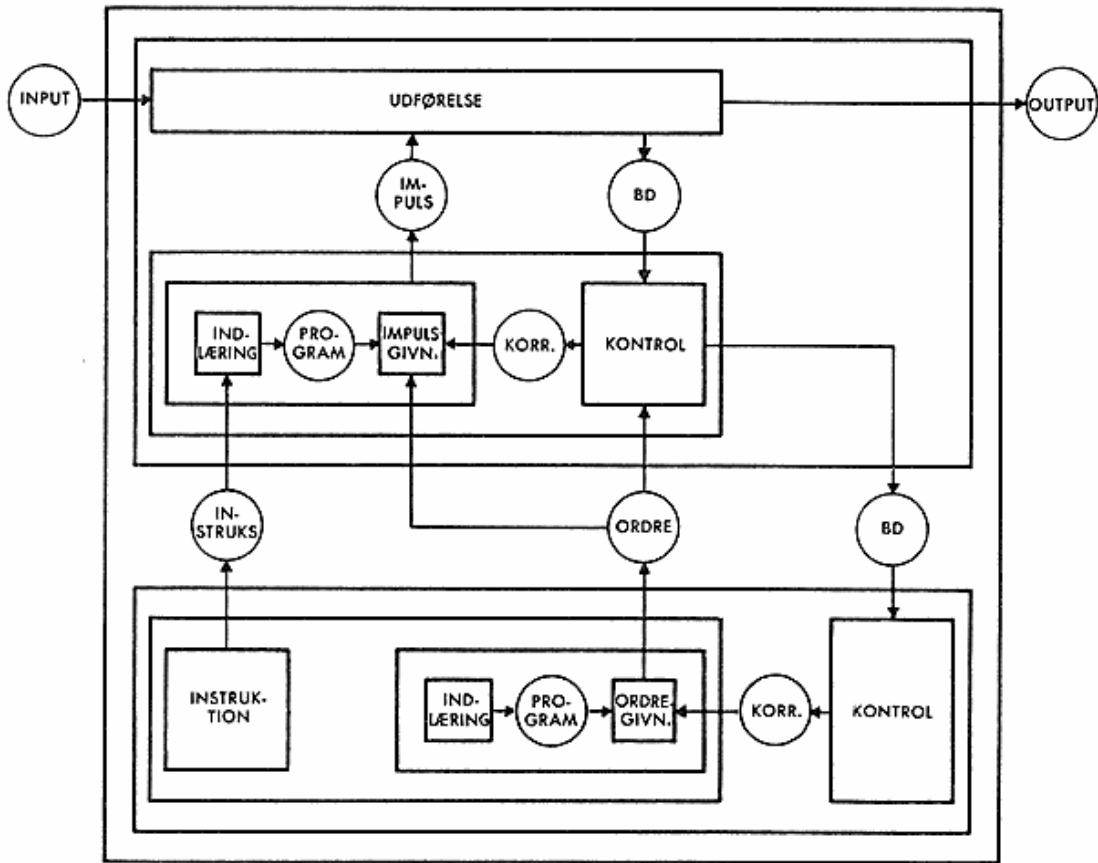 INPUT
UDFØRELSE
OUTPUT
IM-
PULS
BD
IND-
LÆRING
PRO-
GRAM
IMPULS
GIVN.
KORR.
KONTROL
IN-
STRUKS
ORDRE
BD
INSTRUK-
TION
IND-
LÆRING
PRO-
GRAM
ORDRE-
GIVN.
KORR.
KONTROL